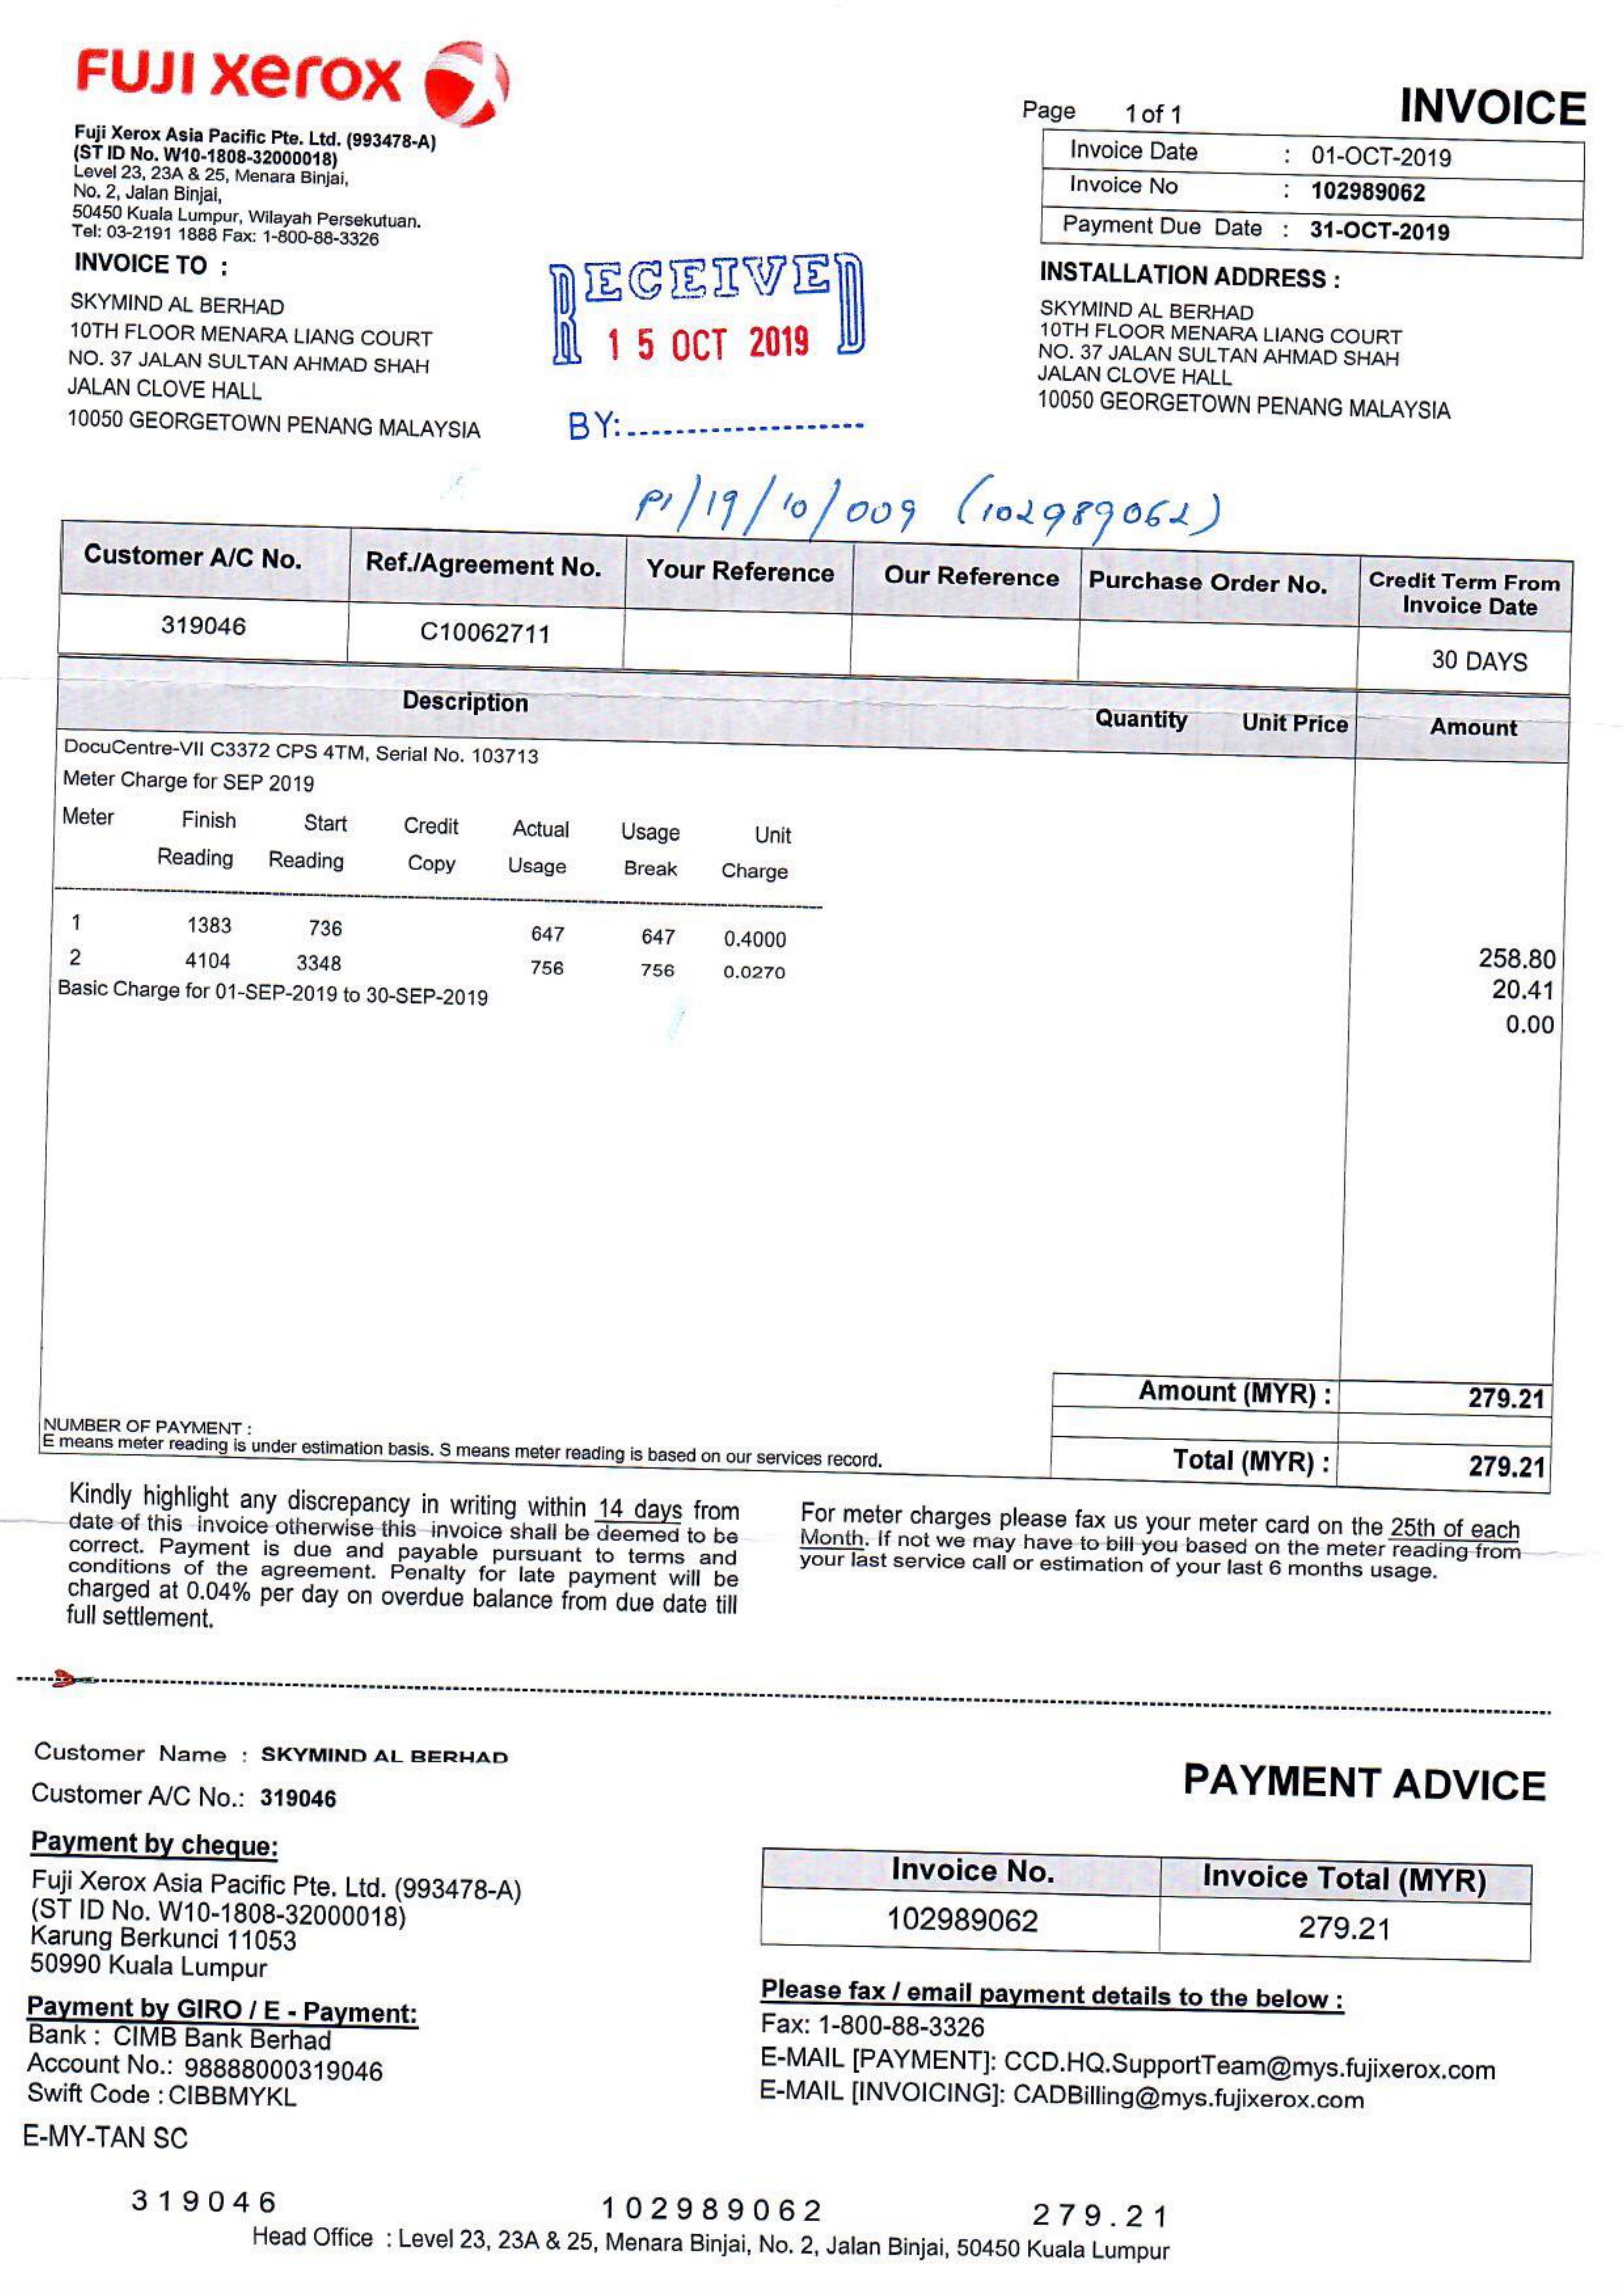 FUJI xerox
Fuji Xerox Asia Pacific Pte. Ltd. (993478-A)
(ST ID No. W10-1808-32000018)
Level 23, 23A & 25, Menara Binjai,
No. 2, Jalan Binjai,
50450 Kuala Lumpur, Wilayah Persekutuan.
Tel: 03-2191 1888 Fax: 1-800-88-3326
Page 1 of 1
INVOICE
Invoice Date : 01-OCT-2019
Invoice No : 102989062
Payment Due Date : 31-OCT-2019
INVOICE TO :
SKYMIND AL BERHAD
10TH FLOOR MENARA LIANG COURT
NO. 37 JALAN SULTAN AHMAD SHAH
JALAN CLOVE HALL
10050 GEORGETOWN PENANG MALAYSIA
RECEIVED
15 OCT 2019
BY:
INSTALLATION ADDRESS :
SKYMIND AL BERHAD
10TH FLOOR MENARA LIANG COURT
NO. 37 JALAN SULTAN AHMAD SHAH
JALAN CLOVE HALL
10050 GEORGETOWN PENANG MALAYSIA
PI/19/10/009 (102989062)
Customer A/C No. Ref./Agreement No. Your Reference Our Reference Purchase Order No. Credit Term From
Invoice Date
319046 C10062711 30 DAYS
Description Quantity Unit Price Amount
DocuCentre-VII C3372 CPS 4TM, Serial No. 103713
Meter Charge for SEP 2019
Meter Finish Start Credit Actual Usage Unit
Reading Reading Copy Usage Break Charge
1 1383 736 647 647 0.4000 258.80
2 4104 3348 756 756 0.0270 20.41
Basic Charge for 01-SEP-2019 to 30-SEP-2019 0.00
Amount (MYR) : 279.21
NUMBER OF PAYMENT :
E means meter reading is under estimation basis. S means meter reading is based on our services record.
Total (MYR) : 279.21
Kindly highlight any discrepancy in writing within 14 days from
date of this invoice otherwise this invoice shall be deemed to be
correct. Payment is due and payable pursuant to terms and
conditions of the agreement. Penalty for late payment will be
charged at 0.04% per day on overdue balance from due date till
full settlement.
For meter charges please fax us your meter card on the 25th of each
Month. If not we may have to bill you based on the meter reading from
your last service call or estimation of your last 6 months usage.
Customer Name : SKYMIND AL BERHAD
Customer A/C No.: 319046
PAYMENT ADVICE
Payment by cheque:
Fuji Xerox Asia Pacific Pte. Ltd. (993478-A)
(ST ID No. W10-1808-32000018)
Karung Berkunci 11053
50990 Kuala Lumpur
Invoice No. Invoice Total (MYR)
102989062 279.21
Payment by GIRO / E - Payment:
Bank : CIMB Bank Berhad
Account No.: 98888000319046
Swift Code : CIBBMYKL
E-MY-TAN SC
Please fax / email payment details to the below :
Fax: 1-800-88-3326
E-MAIL [PAYMENT]: CCD.HQ.SupportTeam@mys.fujixerox.com
E-MAIL [INVOICING]: CADBilling@mys.fujixerox.com
319046 102989062 279.21
Head Office : Level 23, 23A & 25, Menara Binjai, No. 2, Jalan Binjai, 50450 Kuala Lumpur